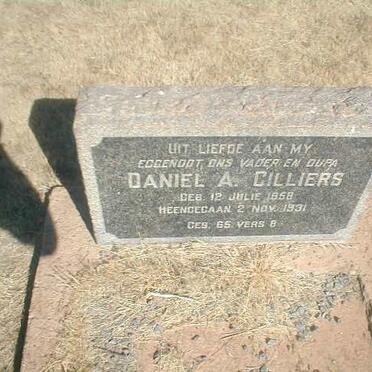 UIT LIEFDE AAN MY
EGGENOOT ONS VADER EN OUPA
DANIEL A. CILLIERS
GEB. 12 JULIE 1858
HEENGEGAAN 2 NOV. 1931
GES. 65 VERS 8